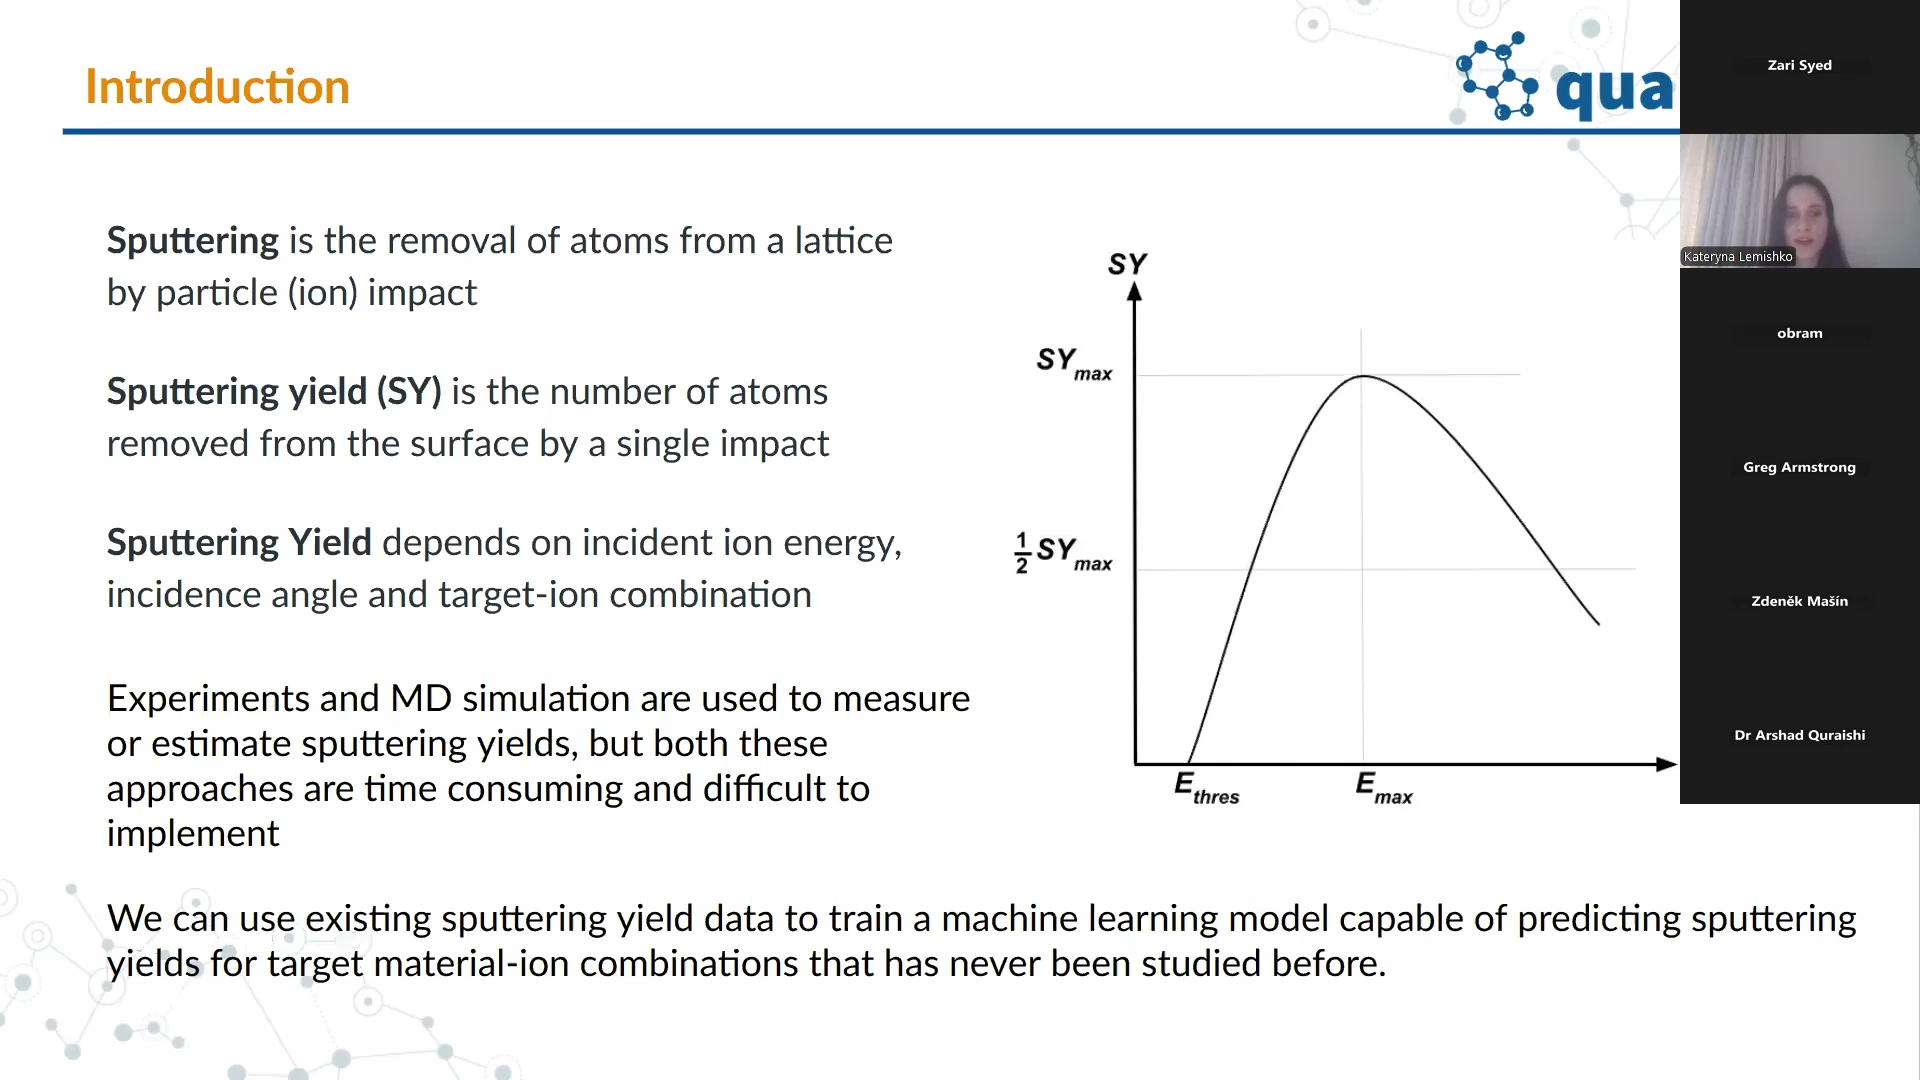 Introduction
qua
Sputtering is the removal of atoms from a lattice
by particle (ion) impact
Sputtering yield (SY) is the number of atoms
removed from the surface by a single impact
Sputtering Yield depends on incident ion energy,
incidence angle and target-ion combination
Experiments and MD simulation are used to measure
or estimate sputtering yields, but both these
approaches are time consuming and difficult to
implement
We can use existing sputtering yield data to train a machine learning model capable of predicting sputtering
yields for target material-ion combinations that has never been studied before.
SY
SYmax
1/2 SYmax
Ethres
Emax
Zari Syed
Kateryna Lemishko
obram
Greg Armstrong
Zdeněk Mašín
Dr Arshad Quraishi